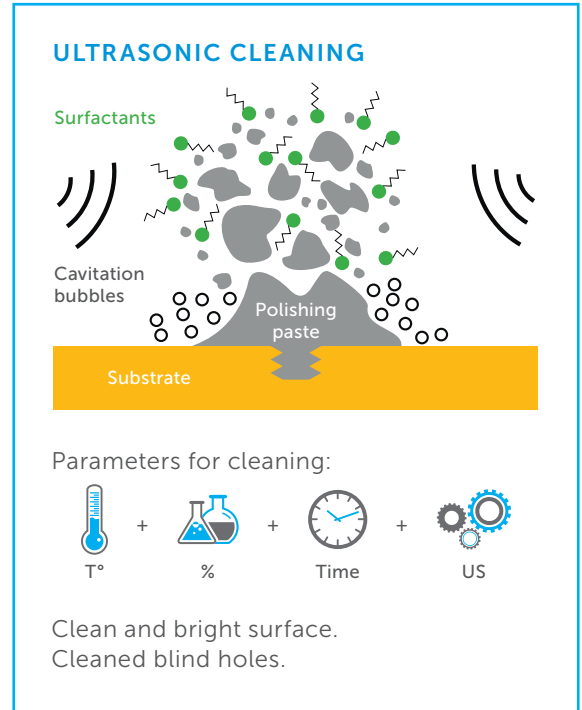 ULTRASONIC CLEANING
Surfactants
Cavitation
bubbles
Polishing
paste
Substrate
Parameters for cleaning:
+ + +
T° % Time US
Clean and bright surface.
Cleaned blind holes.